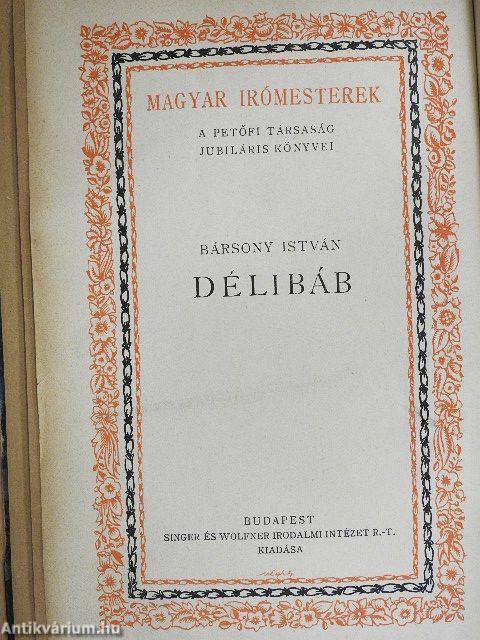 MAGYAR IRÓMESTEREK
A PETŐFI TÁRSASÁG
JUBILÁRIS KÖNYVEI
BÁRSONY ISTVÁN
DÉLIBÁB
BUDAPEST
SINGER ÉS WOLFNER IRODALMI INTÉZET R.-T.
KIADÁSA
Antikvárium.hu